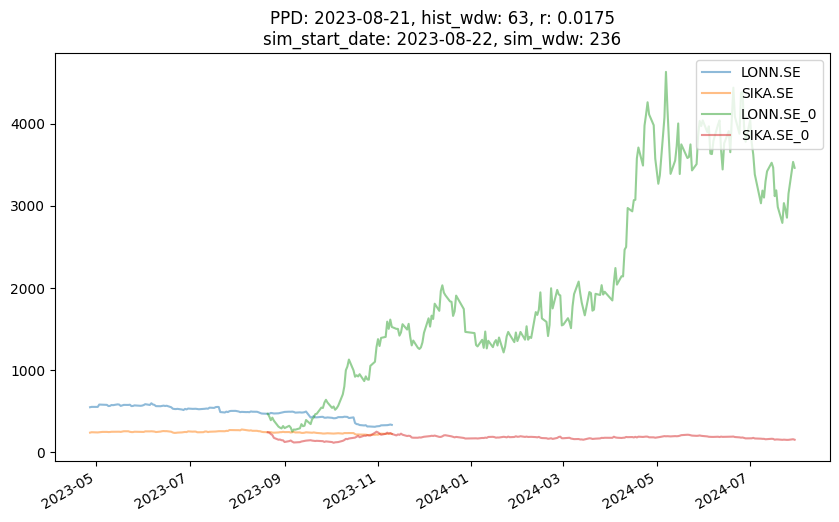 PPD: 2023-08-21, hist_wdw: 63, r: 0.0175
sim_start_date: 2023-08-22, sim_wdw: 236
LONN.SE
SIKA.SE
LONN.SE_0
SIKA.SE_0
4000
3000
2000
1000
0
2023-05
2023-07
2023-09
2023-11
2024-01
2024-03
2024-05
2024-07